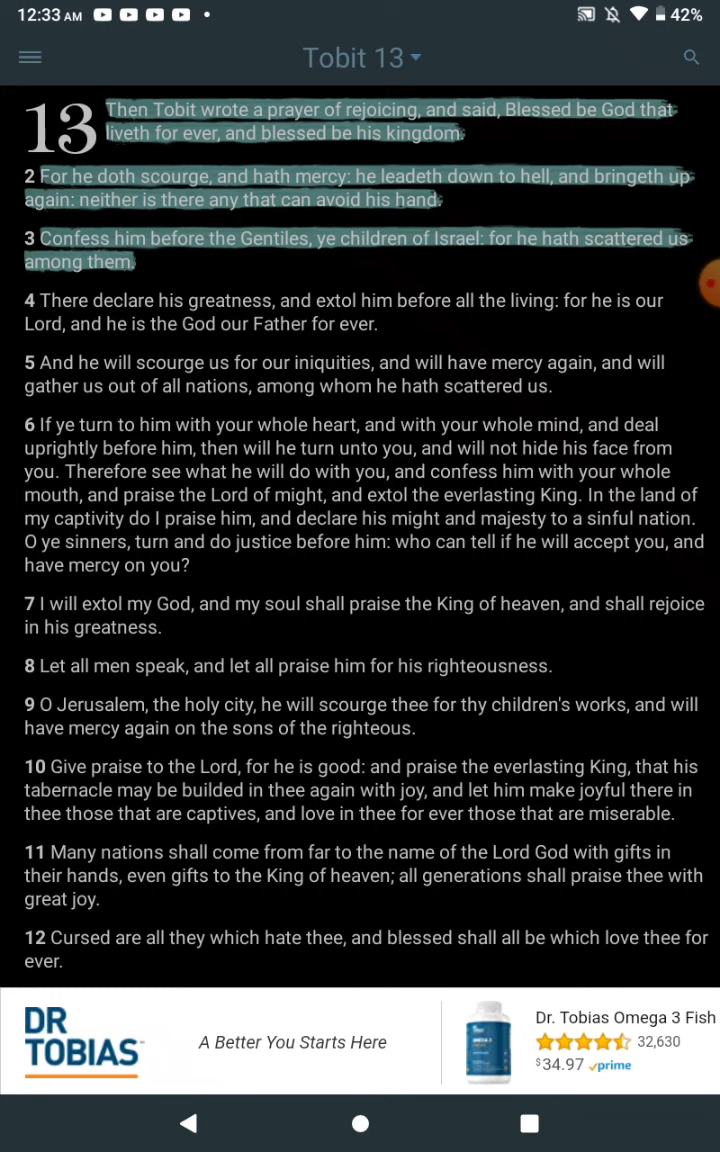 12:33 AM
42%
Tobit 13
13 Then Tobit wrote a prayer of rejoicing, and said, Blessed be God that
liveth for ever, and blessed be his kingdom.
2 For he doth scourge, and hath mercy: he leadeth down to hell, and bringeth up
again: neither is there any that can avoid his hand.
3 Confess him before the Gentiles, ye children of Israel: for he hath scattered us
among them.
4 There declare his greatness, and extol him before all the living: for he is our
Lord, and he is the God our Father for ever.
5 And he will scourge us for our iniquities, and will have mercy again, and will
gather us out of all nations, among whom he hath scattered us.
6 If ye turn to him with your whole heart, and with your whole mind, and deal
uprightly before him, then will he turn unto you, and will not hide his face from
you. Therefore see what he will do with you, and confess him with your whole
mouth, and praise the Lord of might, and extol the everlasting King. In the land of
my captivity do I praise him, and declare his might and majesty to a sinful nation.
O ye sinners, turn and do justice before him: who can tell if he will accept you, and
have mercy on you?
7 I will extol my God, and my soul shall praise the King of heaven, and shall rejoice
in his greatness.
8 Let all men speak, and let all praise him for his righteousness.
9 O Jerusalem, the holy city, he will scourge thee for thy children's works, and will
have mercy again on the sons of the righteous.
10 Give praise to the Lord, for he is good: and praise the everlasting King, that his
tabernacle may be builded in thee again with joy, and let him make joyful there in
thee those that are captives, and love in thee for ever those that are miserable.
11 Many nations shall come from far to the name of the Lord God with gifts in
their hands, even gifts to the King of heaven; all generations shall praise thee with
great joy.
12 Cursed are all they which hate thee, and blessed shall all be which love thee for
ever.
DR
TOBIAS
A Better You Starts Here
Dr. Tobias Omega 3 Fish
32,630
$34.97 prime